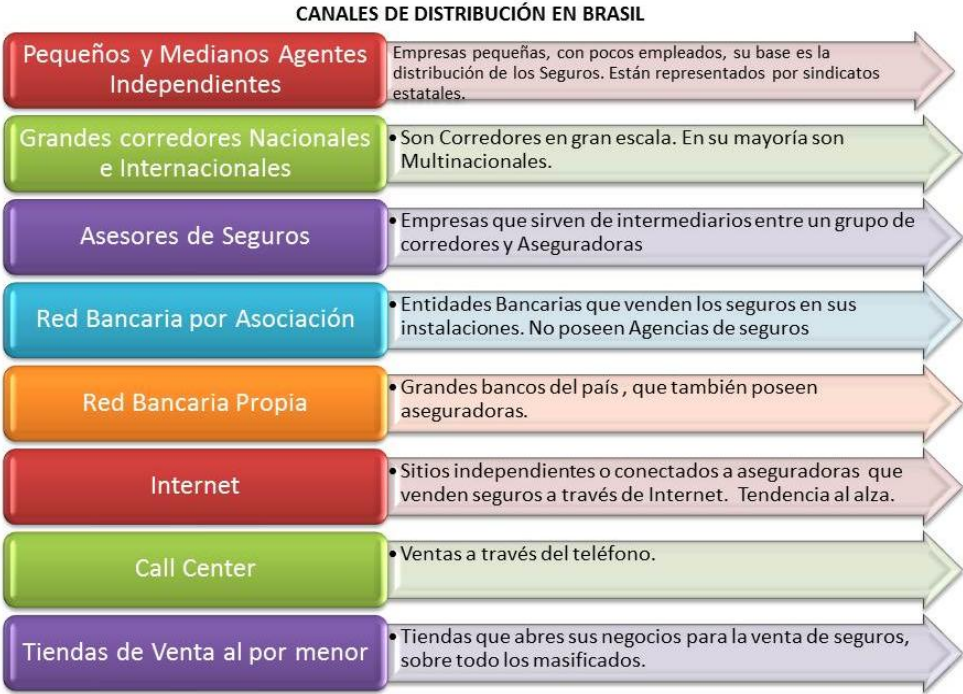 CANALES DE DISTRIBUCIÓN EN BRASIL
Pequeños y Medianos Agentes
Independientes
Empresas pequeñas, con pocos empleados, su base es la
distribución de los Seguros. Están representados por sindicatos
estatales.
Grandes corredores Nacionales
e Internacionales
• Son Corredores en gran escala. En su mayoría son
Multinacionales.
Asesores de Seguros
• Empresas que sirven de intermediarios entre un grupo de
corredores y Aseguradoras
Red Bancaria por Asociación
• Entidades Bancarias que venden los seguros en sus
instalaciones. No poseen Agencias de seguros
Red Bancaria Propia
• Grandes bancos del país , que también poseen
aseguradoras.
Internet
• Sitios independientes o conectados a aseguradoras que
venden seguros a través de Internet. Tendencia al alza.
Call Center
• Ventas a través del teléfono.
Tiendas de Venta al por menor
• Tiendas que abres sus negocios para la venta de seguros,
sobre todo los masificados.